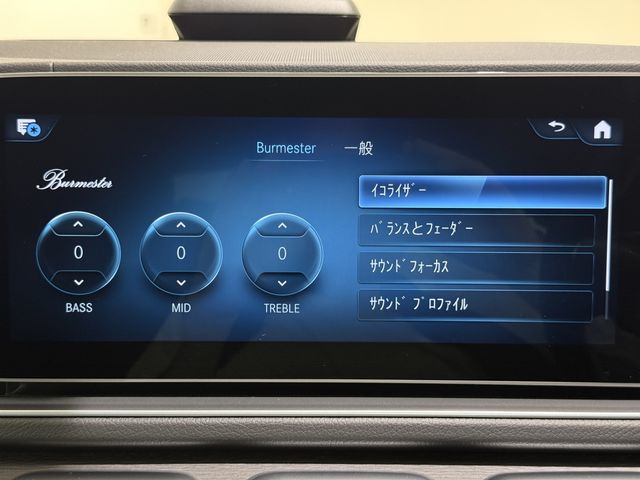 Burmester 一般
Burmester
ｲｺﾗｲｻﾞｰ
ﾊﾞﾗﾝｽとﾌｪｰﾀﾞｰ
ｻｳﾝﾄﾞﾌｫｰｶｽ
ｻｳﾝﾄﾞﾌﾟﾛﾌｧｲﾙ
0 0 0
BASS MID TREBLE